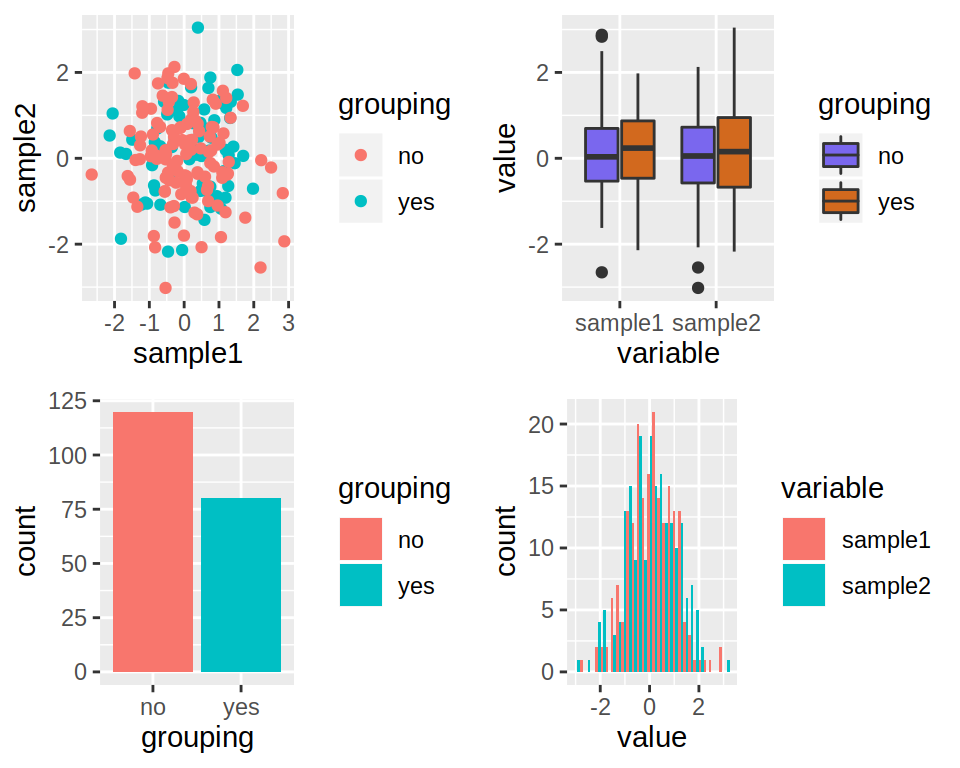 2
0
-2
sample2
-2 -1 0 1 2 3
sample1
grouping
no
yes
2
0
-2
value
sample1 sample2
variable
grouping
no
yes
125
100
75
50
25
0
count
no yes
grouping
grouping
no
yes
20
15
10
5
0
count
-2 0 2
value
variable
sample1
sample2